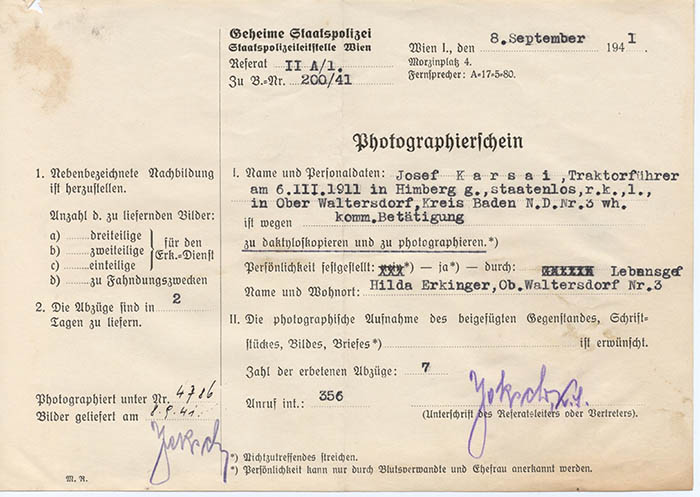 Geheime Staatspolizei
Staatspolizeileitstelle Wien
Referat II A/1.
Zu B.=Nr. 200/41
Wien I., den 8.September 1941
Morzinplatz 4.
Fernsprecher: A=17=5=80.
Photographierschein
1. Nebenbezeichnete Nachbildung
ist herzustellen.
Anzahl d. zu liefernden Bilder:
a) dreiteilige
b) zweiteilige
c) einteilige
für den
Erk.=Dienst
d) zu Fahndungszwecken
2. Die Abzüge sind in 2
Tagen zu liefern.
Photographiert unter Nr. 4786
Bilder geliefert am 8.9.41.
M. R.
I. Name und Personaldaten: Josef Karsai,Traktorführer
am 6.III.1911 in Himberg g.,staatenlos,r.k.,l.,
in Ober Waltersdorf,Kreis Baden N.D.Nr.3 wh.
ist wegen komm.Betätigung
zu daktyloskopieren und zu photographieren.*)
Persönlichkeit festgestellt: nein*) — ja*) — durch: Lebensgef
Name und Wohnort: Hilda Erkinger,Ob.Waltersdorf Nr.3
II. Die photographische Aufnahme des beigefügten Gegenstandes, Schrift=
stückes, Bildes, Briefes*) ist erwünscht.
Zahl der erbetenen Abzüge: 7
Anruf int.: 356
(Unterschrift des Referatsleiters oder Vertreters).
*) Nichtzutreffendes streichen.
*) Persönlichkeit kann nur durch Blutsverwandte und Ehefrau anerkannt werden.